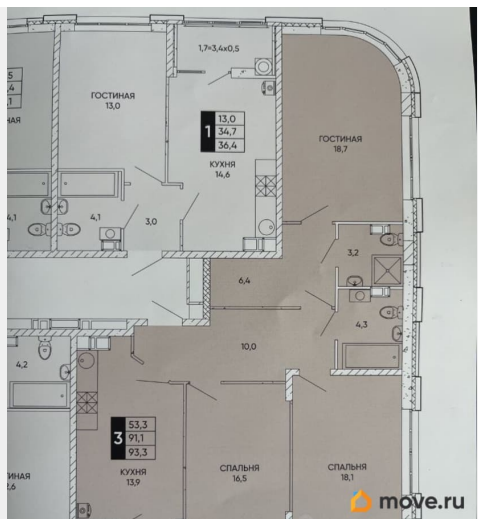 1,7=3,4x0,5
ГОСТИНАЯ
13,0
1
13,0
34,7
36,4
КУХНЯ
14,6
ГОСТИНАЯ
18,7
4,1
4,1
3,0
3,2
6,4
4,3
10,0
4,2
3
53,3
91,1
93,3
КУХНЯ
13,9
СПАЛЬНЯ
16,5
СПАЛЬНЯ
18,1
move.ru